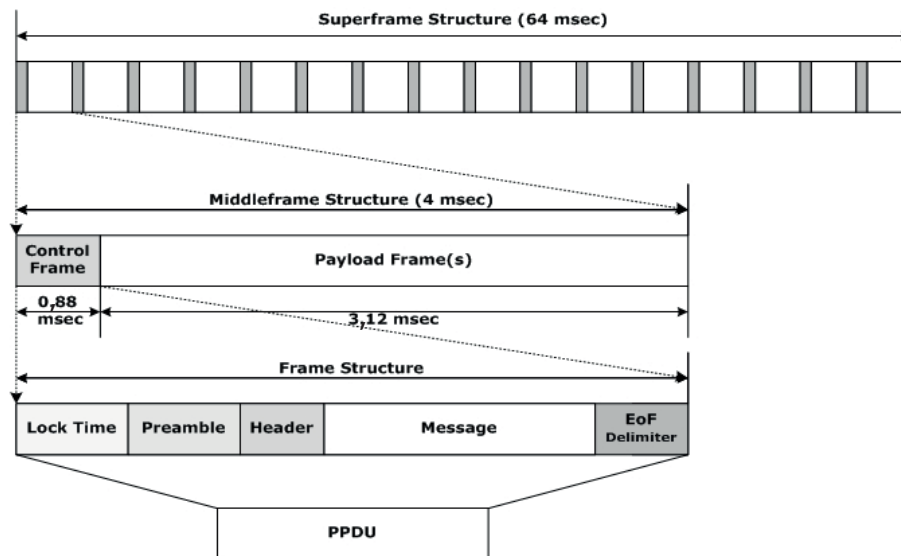 Superframe Structure (64 msec)
Middleframe Structure (4 msec)
Control
Frame
Payload Frame(s)
0,88
msec
3,12 msec
Frame Structure
Lock Time
Preamble
Header
Message
EoF
Delimiter
PPDU